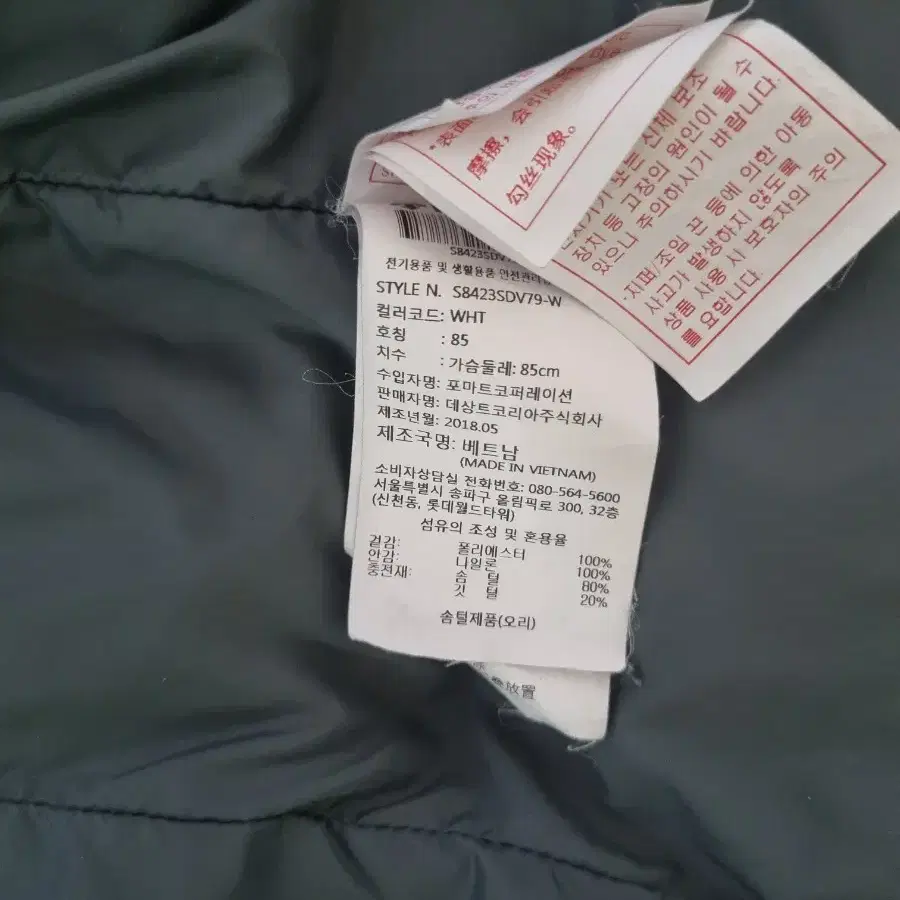 *表面
摩擦, 会引
勾丝现象。
신체 보조
장치 등 고장의 원인이 될 수
있으니 주의하시기 바랍니다.
*지퍼/조임 끈 등에 의한 아동
사고가 발생하지 않도록
상품 사용 시 보호자의 주의
를 요합니다.
S8423SDV7
전기용품 및 생활용품 안전관리
STYLE N. S8423SDV79-W
컬러코드: WHT
호칭 : 85
치수 : 가슴둘레: 85cm
수입자명: 포마트코퍼레이션
판매자명: 데상트코리아주식회사
제조년월: 2018.05
제조국명: 베트남
(MADE IN VIETNAM)
소비자상담실 전화번호: 080-564-5600
서울특별시 송파구 올림픽로 300, 32층
(신천동, 롯데월드타워)
섬유의 조성 및 혼용율
겉감: 폴리에스터 100%
안감: 나일론 100%
충전재: 솜 털 80%
깃 털 20%
솜털제품(오리)
放置